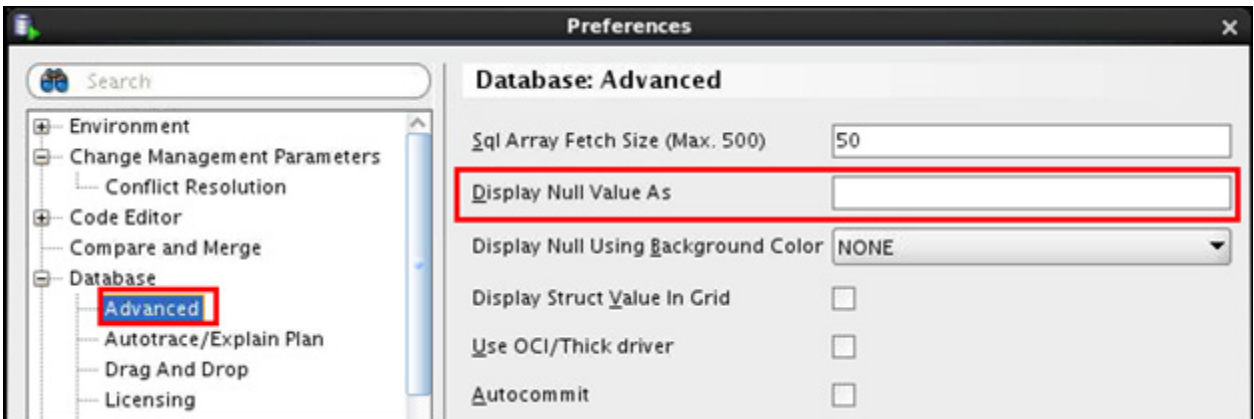 Preferences
Search
Environment
Change Management Parameters
Conflict Resolution
Code Editor
Compare and Merge
Database
Advanced
Autotrace/Explain Plan
Drag And Drop
Licensing
Database: Advanced
Sql Array Fetch Size (Max. 500) 50
Display Null Value As
Display Null Using Background Color NONE
Display Struct Value In Grid
Use OCI/Thick driver
Autocommit